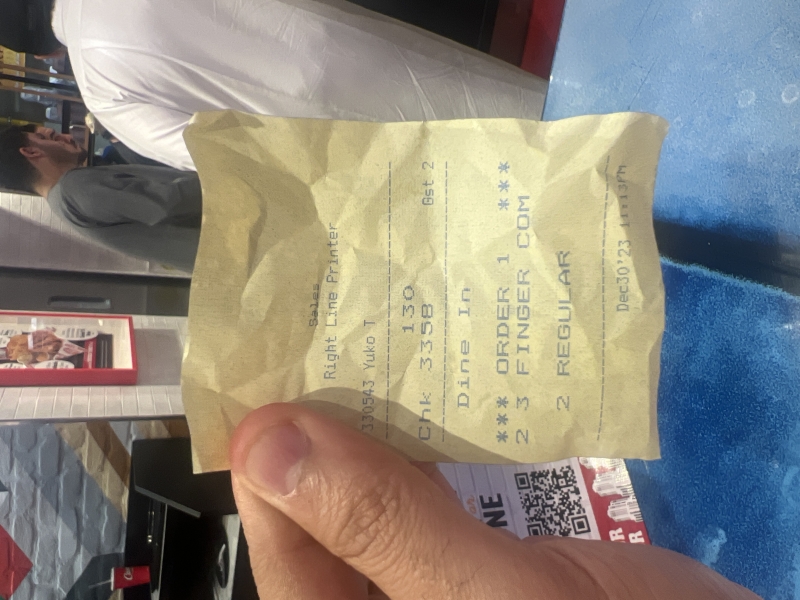 Sales
Right Line Printer
330543 Yuko T
130
Chk 3358 Gst 2
Dine In
*** ORDER 1 ***
2 3 FINGER COM
2 REGULAR
Dec30'23 11:13PM
NE
R
R